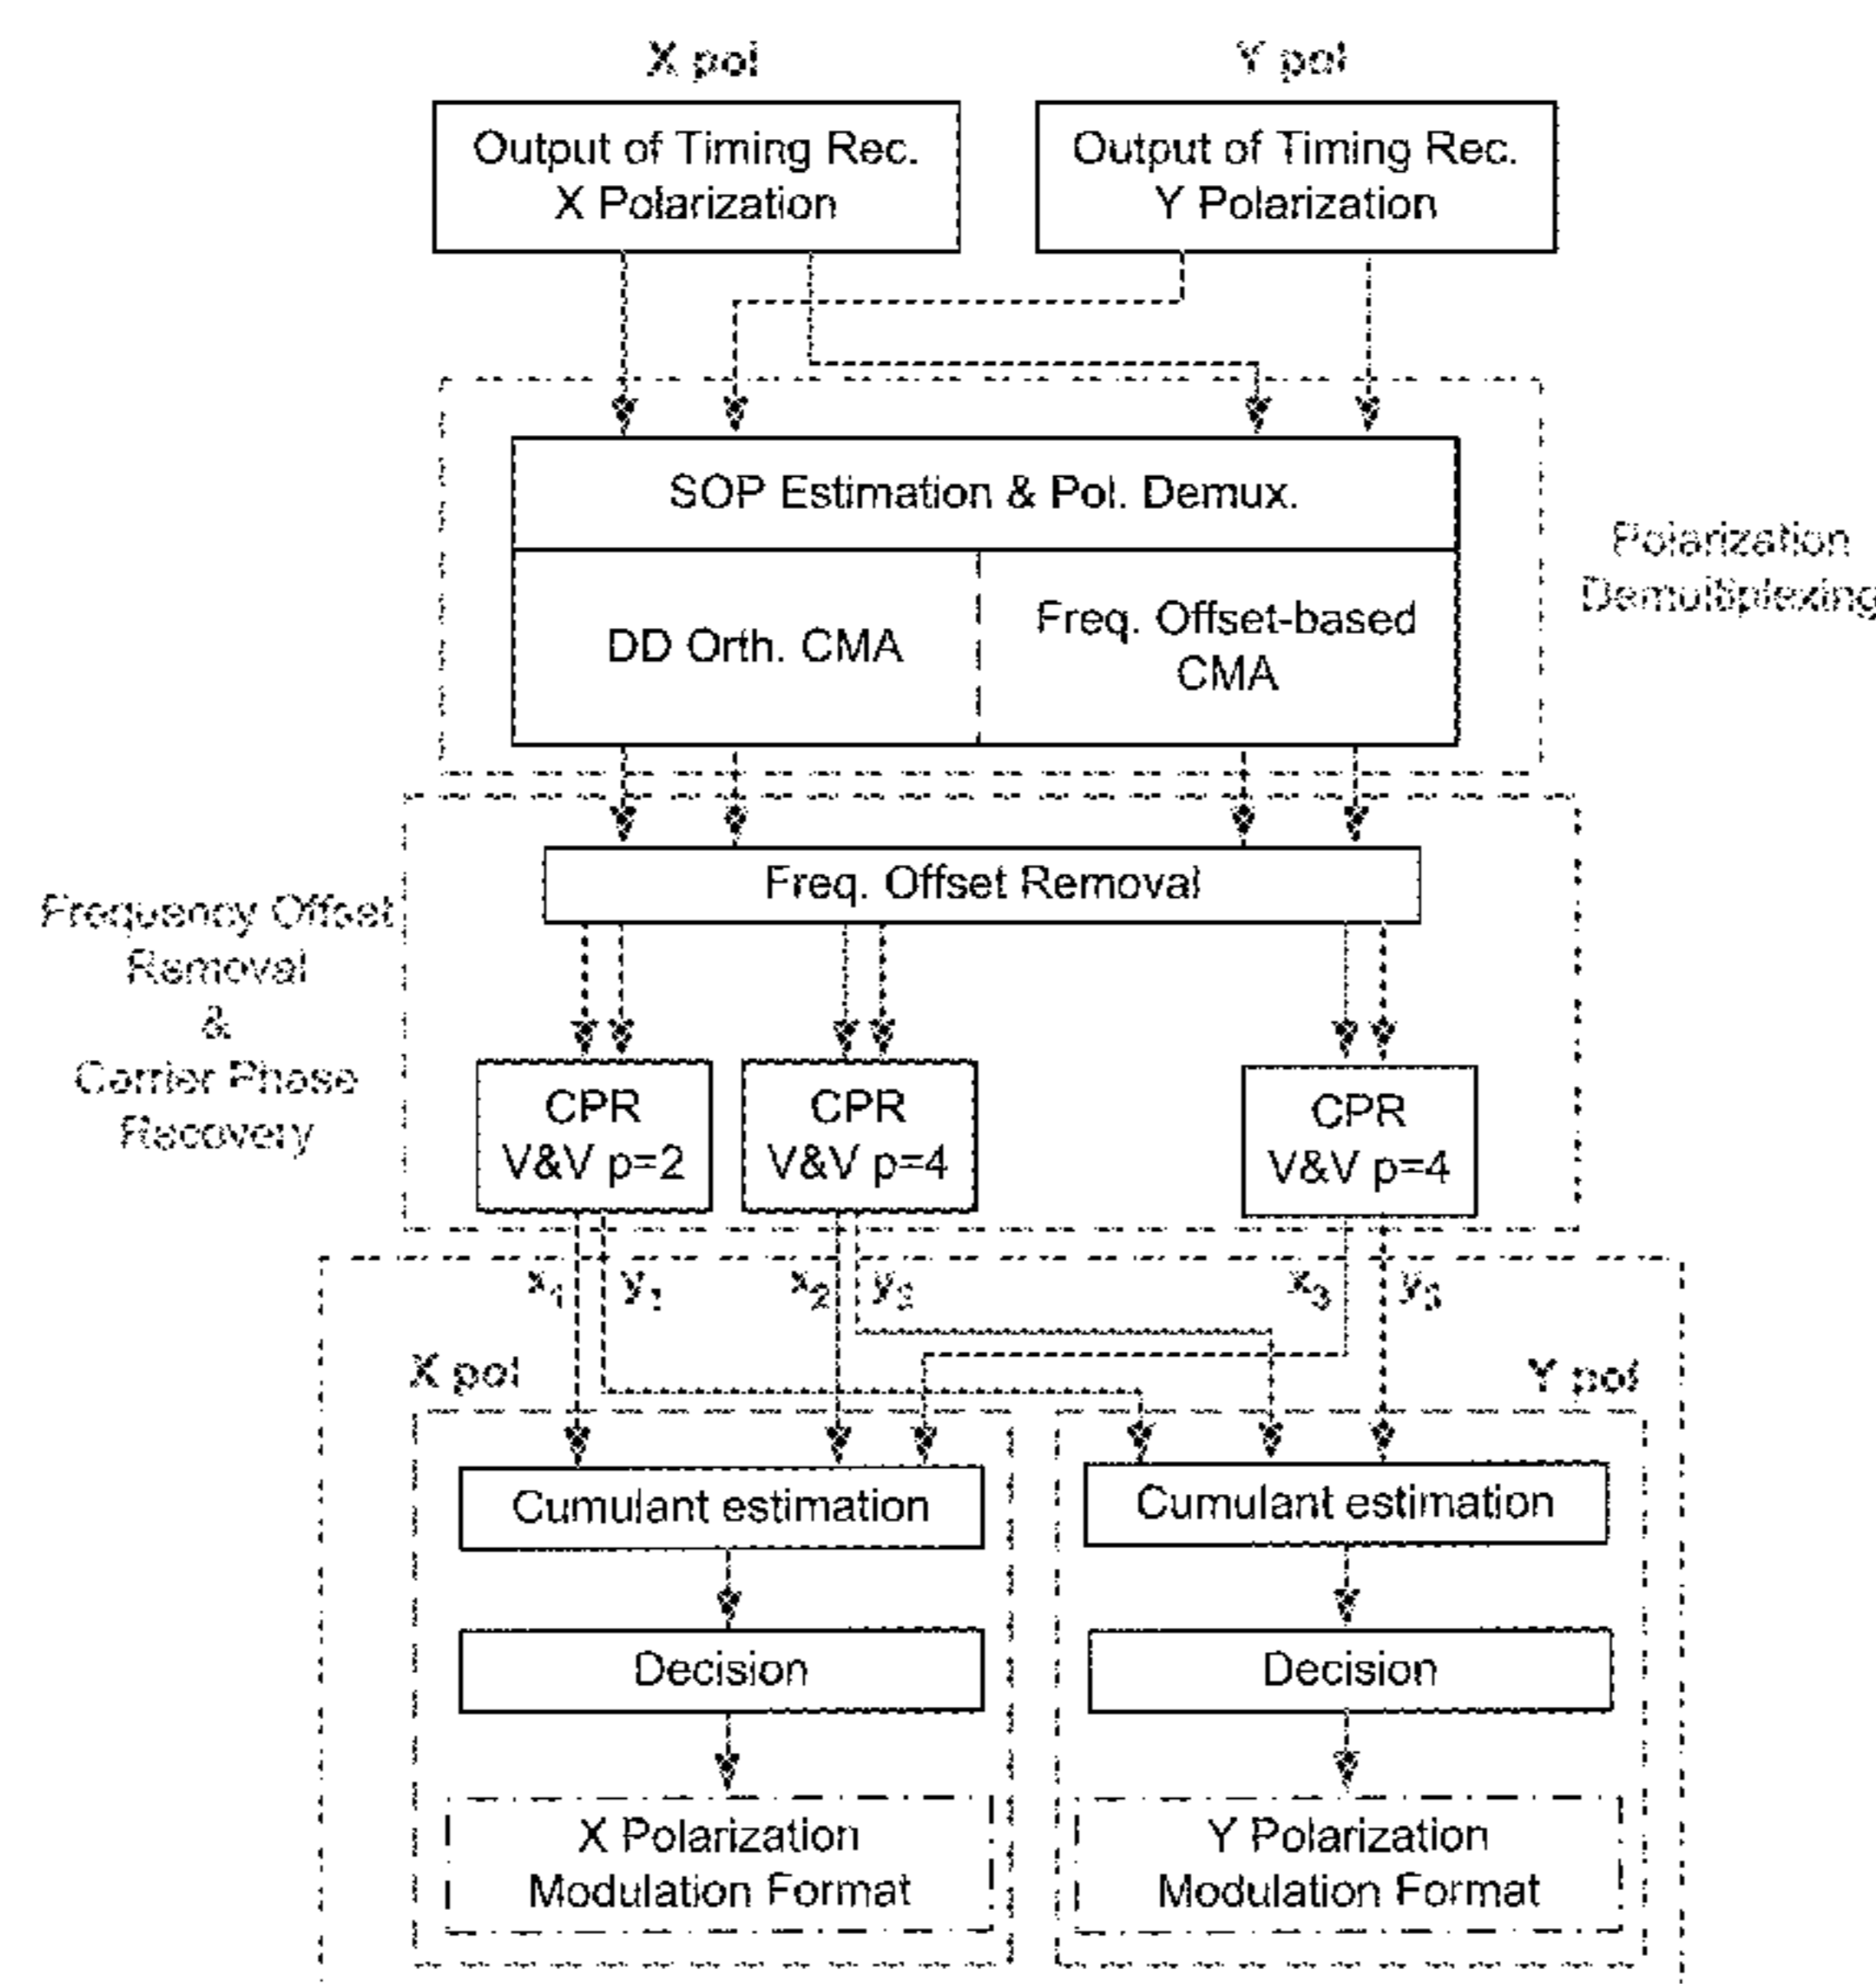 X pol
Y pol
Output of Timing Rec.
X Polarization
Output of Timing Rec.
Y Polarization
SOP Estimation & Pol. Demux.
DD Orth. CMA
Freq. Offset-based
CMA
Polarization
Demultiplexing
Freq. Offset Removal
Frequency Offset
Removal
&
Carrier Phase
Recovery
CPR
V&V p=2
CPR
V&V p=4
CPR
V&V p=4
x₁ y₁ x₂ y₂ x₃ y₃
X pol
Y pol
Cumulant estimation
Cumulant estimation
Decision
Decision
X Polarization
Modulation Format
Y Polarization
Modulation Format